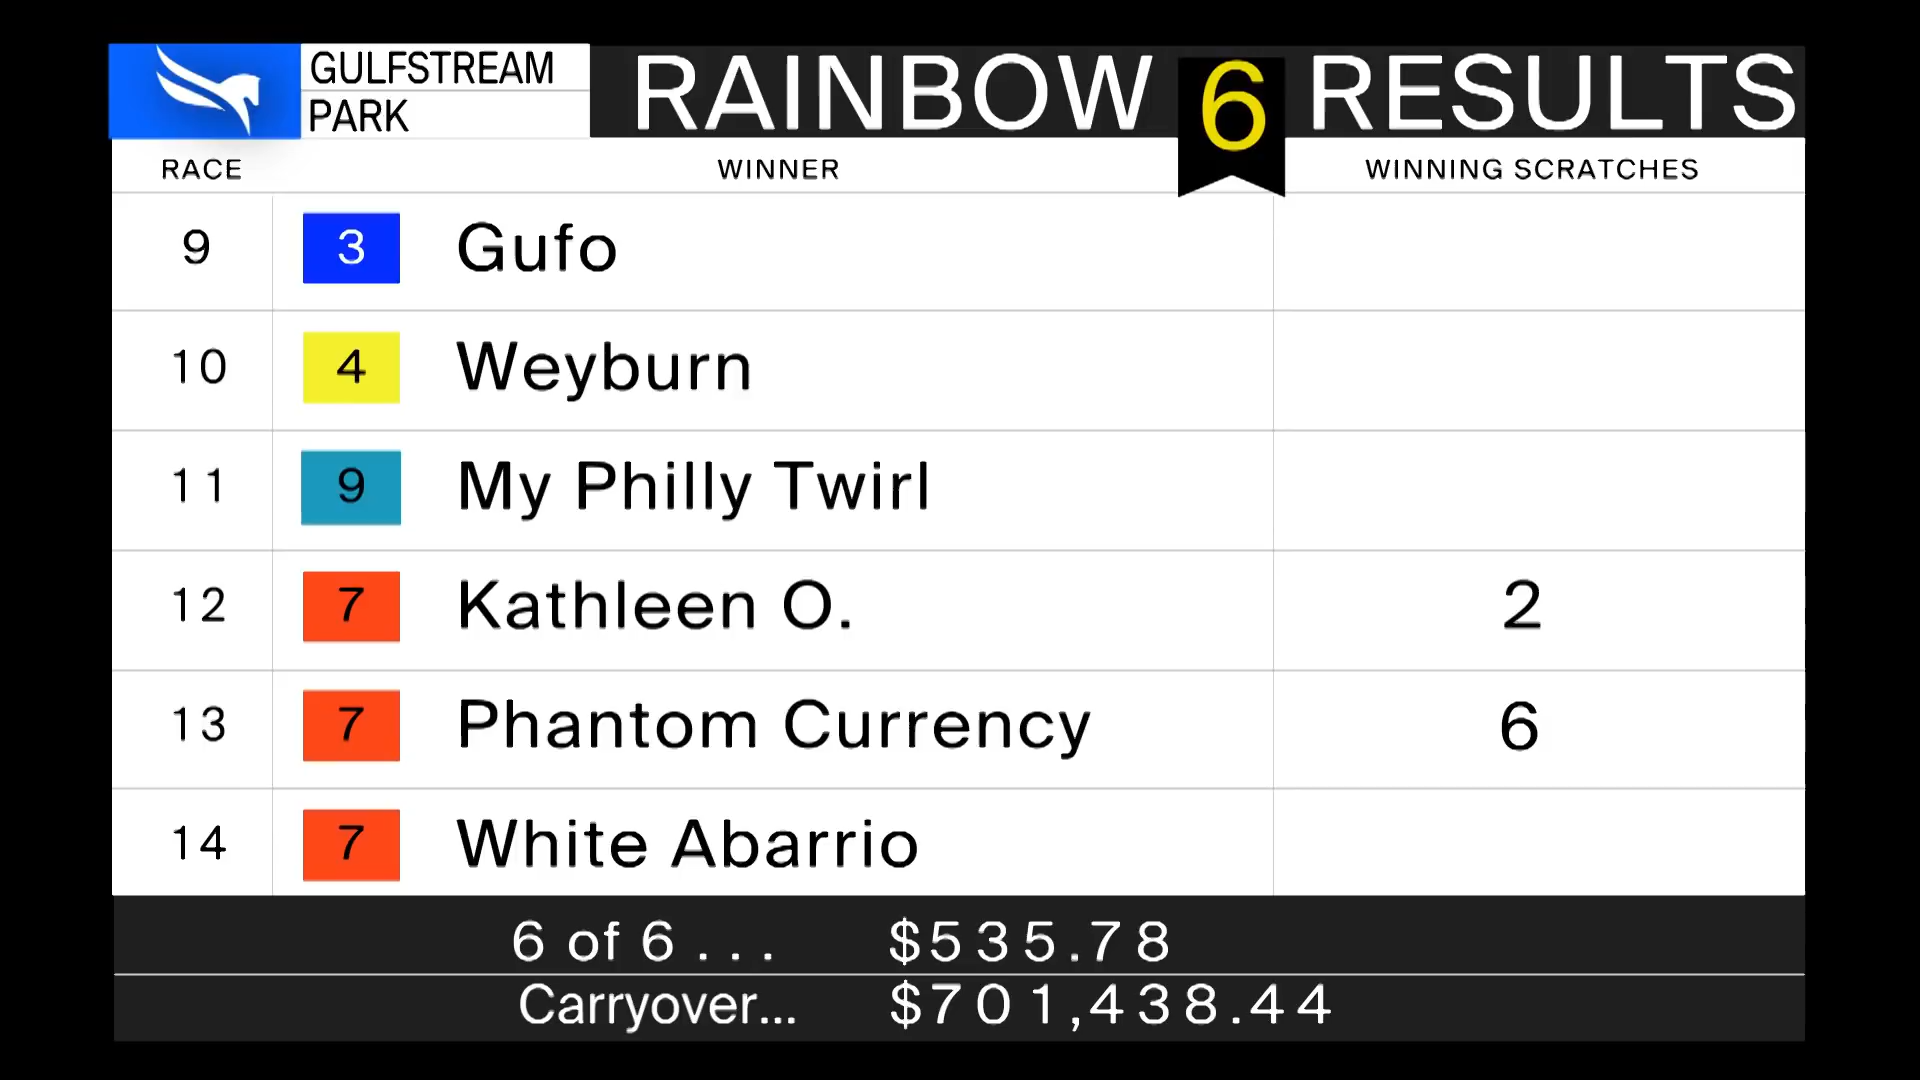 GULFSTREAM
PARK
RAINBOW 6 RESULTS
RACE WINNER WINNING SCRATCHES
9 3 Gufo
10 4 Weyburn
11 9 My Philly Twirl
12 7 Kathleen O. 2
13 7 Phantom Currency 6
14 7 White Abarrio
6 of 6 . . . $535.78
Carryover... $701,438.44